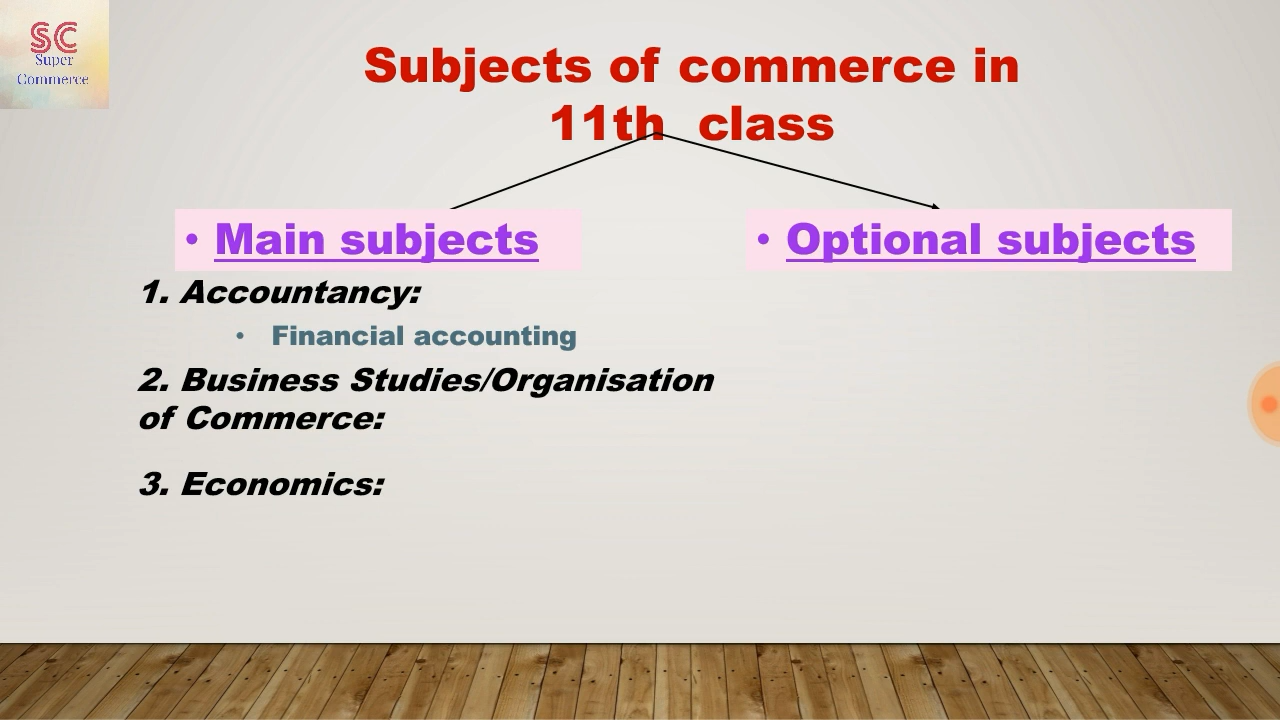 SC
Super
Commerce
Subjects of commerce in
11th class
• Main subjects
• Optional subjects
1. Accountancy:
• Financial accounting
2. Business Studies/Organisation
of Commerce:
3. Economics: